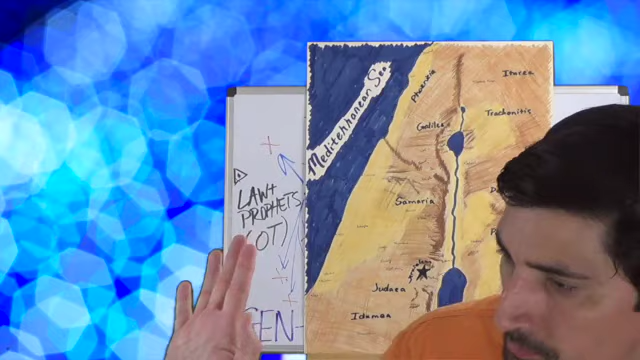 LAW+
PROPHETS
(OT)
GEN-
Mediterranean Sea
Phoenicia
Iturea
Trachonitis
Galilee
Samaria
Judaea
Idumea